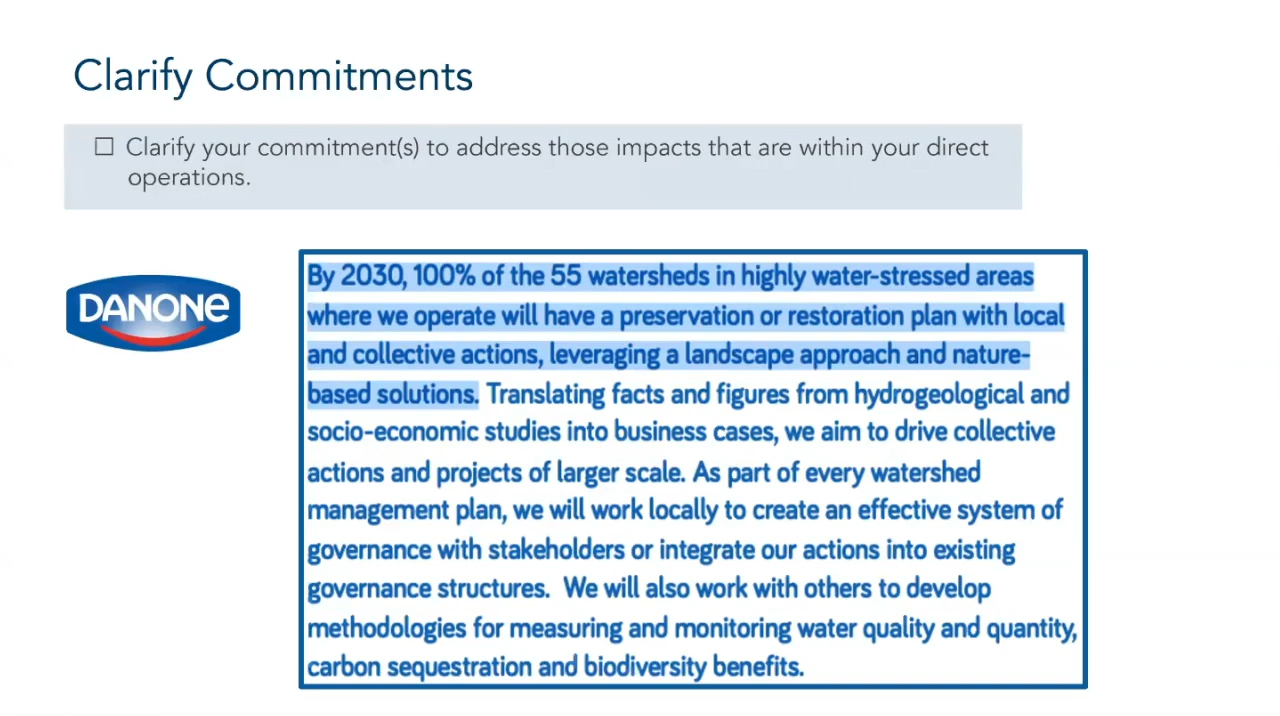 Clarify Commitments
☐ Clarify your commitment(s) to address those impacts that are within your direct
operations.
DANONE
By 2030, 100% of the 55 watersheds in highly water-stressed areas
where we operate will have a preservation or restoration plan with local
and collective actions, leveraging a landscape approach and nature-
based solutions. Translating facts and figures from hydrogeological and
socio-economic studies into business cases, we aim to drive collective
actions and projects of larger scale. As part of every watershed
management plan, we will work locally to create an effective system of
governance with stakeholders or integrate our actions into existing
governance structures. We will also work with others to develop
methodologies for measuring and monitoring water quality and quantity,
carbon sequestration and biodiversity benefits.